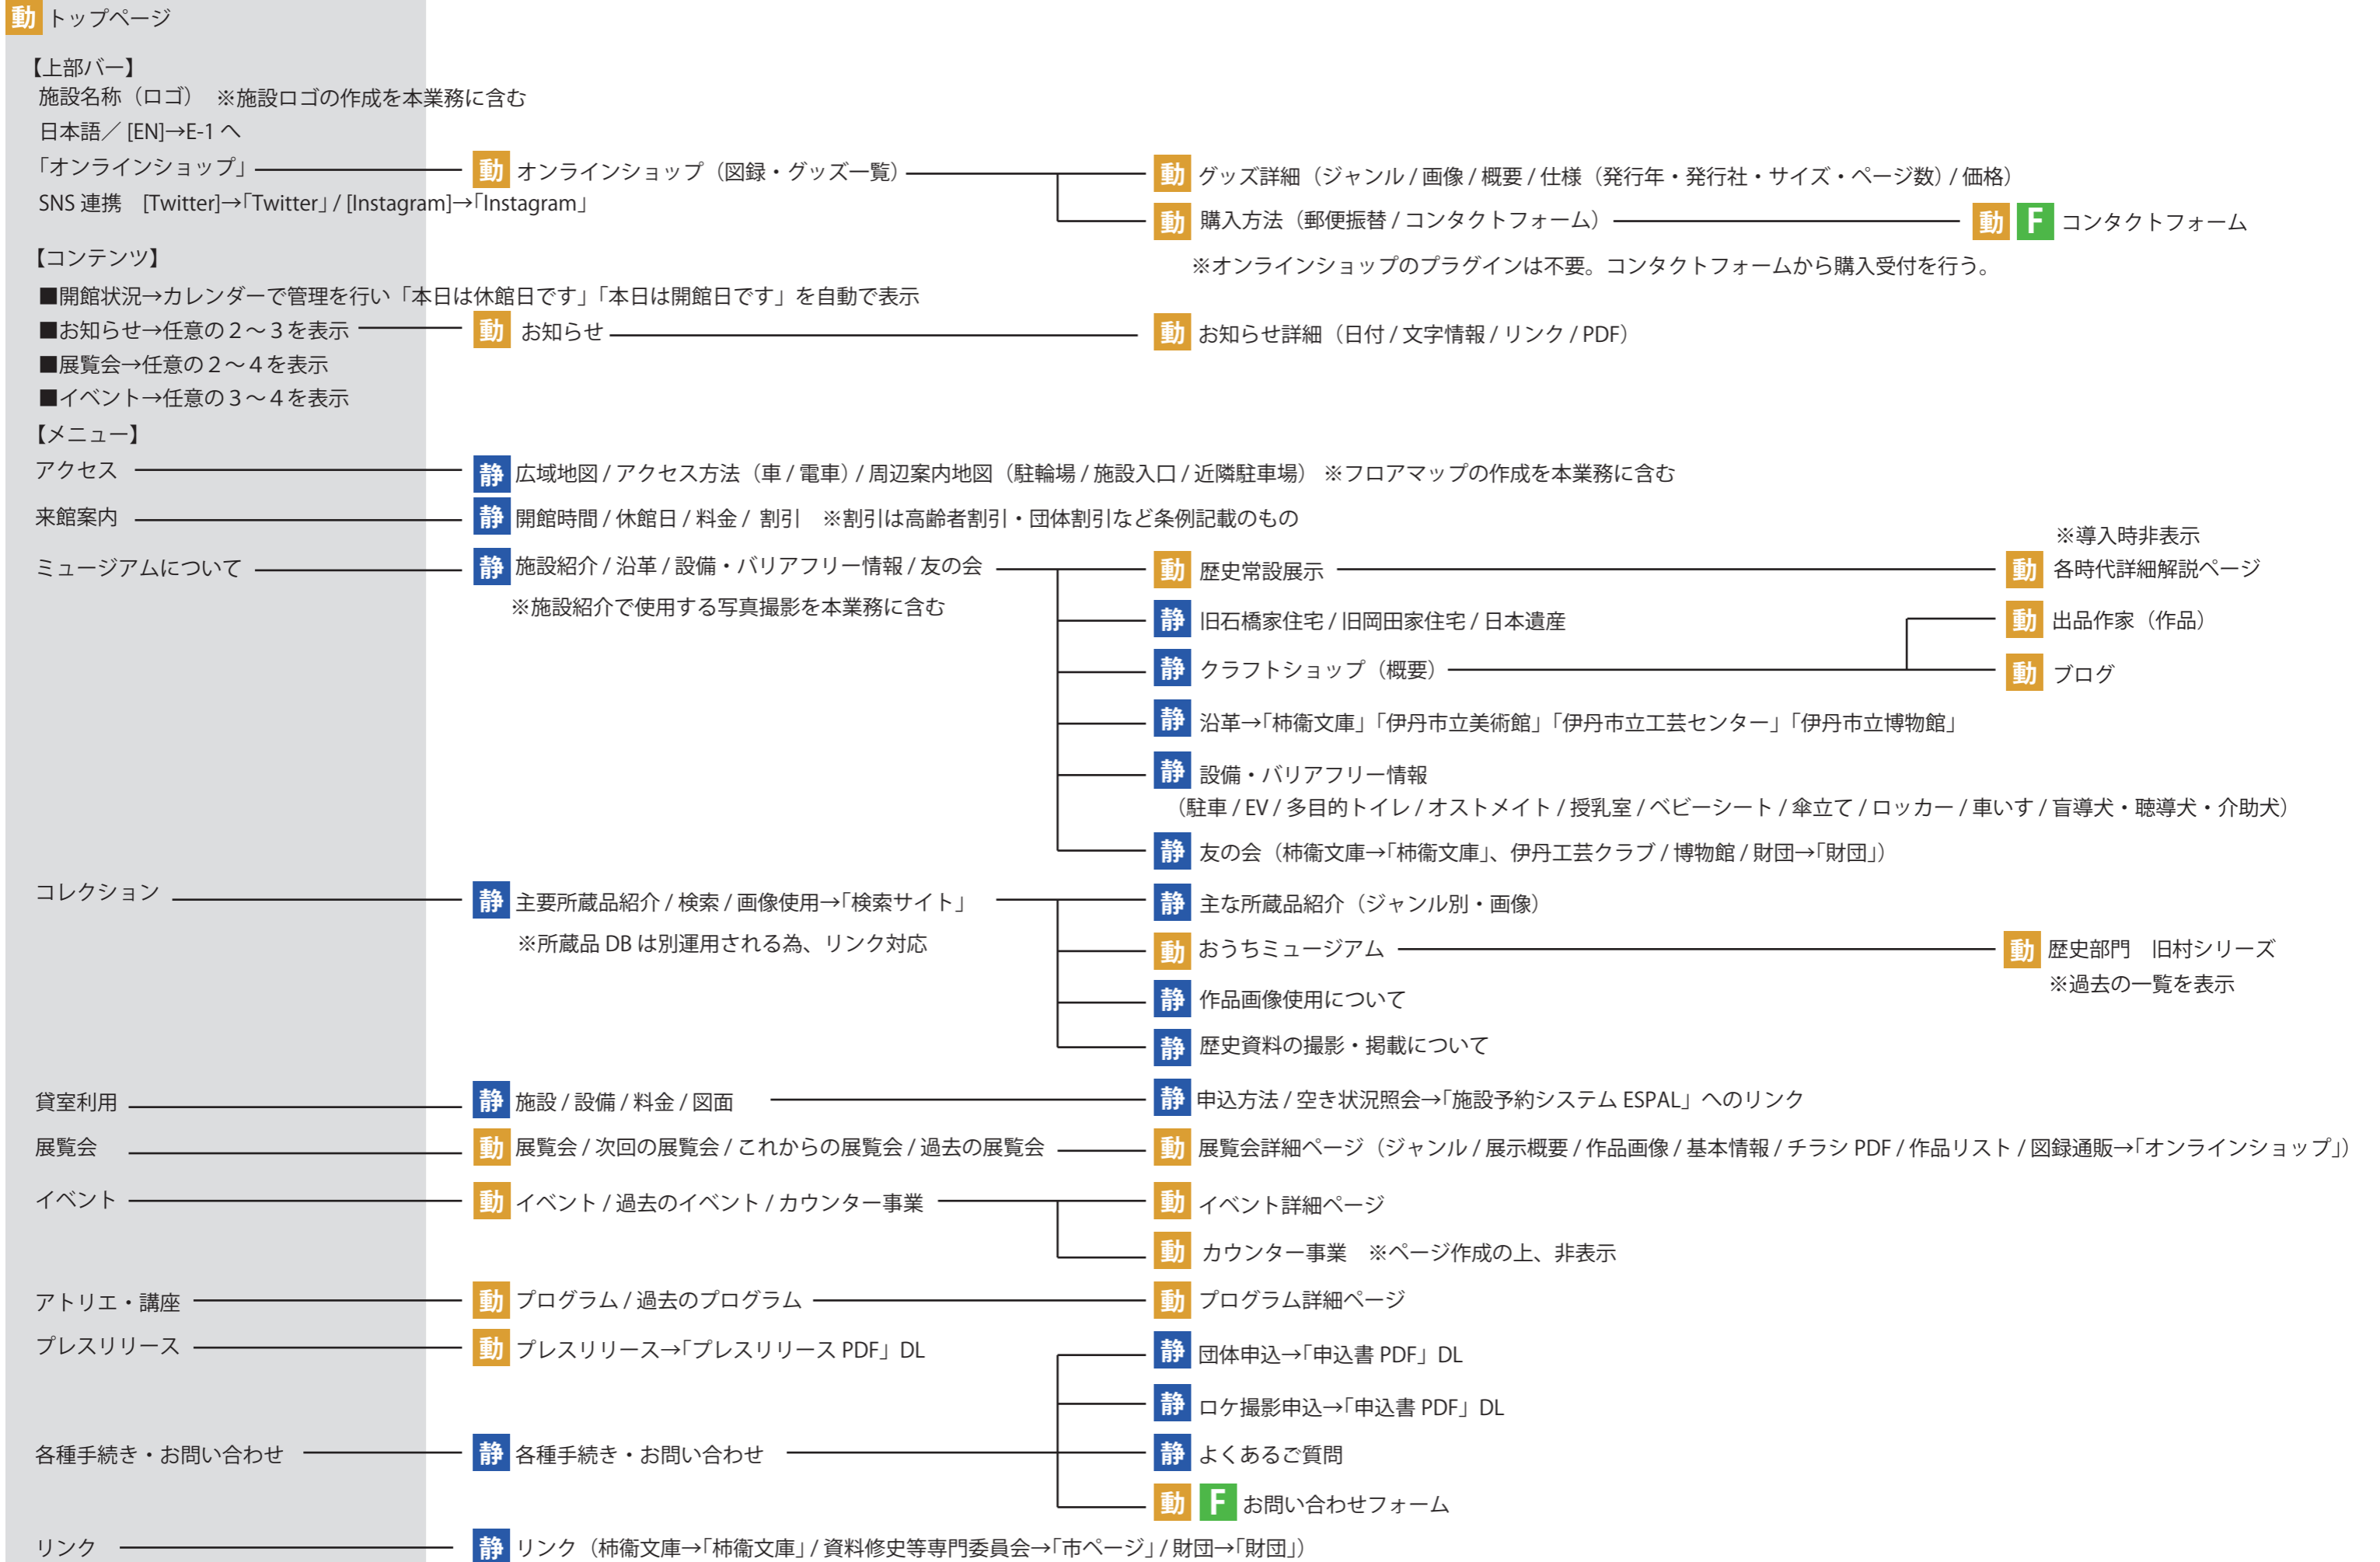 動 トップページ
【上部バー】
施設名称（ロゴ） ※施設ロゴの作成を本業務に含む
日本語／ [EN]→E-1 へ
「オンラインショップ」 動 オンラインショップ（図録・グッズ一覧） 動 グッズ詳細（ジャンル / 画像 / 概要 / 仕様（発行年・発行社・サイズ・ページ数）/ 価格）
SNS 連携 [Twitter]→「Twitter」/ [Instagram]→「Instagram」
動 購入方法（郵便振替 / コンタクトフォーム） 動 F コンタクトフォーム
※オンラインショップのプラグインは不要。コンタクトフォームから購入受付を行う。
【コンテンツ】
■開館状況→カレンダーで管理を行い「本日は休館日です」「本日は開館日です」を自動で表示
■お知らせ→任意の２～３を表示 動 お知らせ 動 お知らせ詳細（日付 / 文字情報 / リンク / PDF）
■展覧会→任意の２～４を表示
■イベント→任意の３～４を表示
【メニュー】
アクセス 静 広域地図 / アクセス方法（車 / 電車）/ 周辺案内地図（駐輪場 / 施設入口 / 近隣駐車場） ※フロアマップの作成を本業務に含む
来館案内 静 開館時間 / 休館日 / 料金 / 割引 ※割引は高齢者割引・団体割引など条例記載のもの
ミュージアムについて 静 施設紹介 / 沿革 / 設備・バリアフリー情報 / 友の会
※施設紹介で使用する写真撮影を本業務に含む
動 歴史常設展示
※導入時非表示
動 各時代詳細解説ページ
静 旧石橋家住宅 / 旧岡田家住宅 / 日本遺産
静 クラフトショップ（概要）
動 出品作家（作品）
動 ブログ
静 沿革→「柿衞文庫」「伊丹市立美術館」「伊丹市立工芸センター」「伊丹市立博物館」
静 設備・バリアフリー情報
（駐車 / EV / 多目的トイレ / オストメイト / 授乳室 / ベビーシート / 傘立て / ロッカー / 車いす / 盲導犬・聴導犬・介助犬）
静 友の会（柿衞文庫→「柿衞文庫」、伊丹工芸クラブ / 博物館 / 財団→「財団」）
コレクション 静 主要所蔵品紹介 / 検索 / 画像使用→「検索サイト」
※所蔵品 DB は別運用される為、リンク対応
静 主な所蔵品紹介（ジャンル別・画像）
動 おうちミュージアム 動 歴史部門 旧村シリーズ
※過去の一覧を表示
静 作品画像使用について
静 歴史資料の撮影・掲載について
貸室利用 静 施設 / 設備 / 料金 / 図面 静 申込方法 / 空き状況照会→「施設予約システム ESPAL」へのリンク
展覧会 動 展覧会 / 次回の展覧会 / これからの展覧会 / 過去の展覧会 動 展覧会詳細ページ（ジャンル / 展示概要 / 作品画像 / 基本情報 / チラシ PDF / 作品リスト / 図録通販→「オンラインショップ」）
イベント 動 イベント / 過去のイベント / カウンター事業 動 イベント詳細ページ
動 カウンター事業 ※ページ作成の上、非表示
アトリエ・講座 動 プログラム / 過去のプログラム 動 プログラム詳細ページ
プレスリリース 動 プレスリリース→「プレスリリース PDF」DL
静 団体申込→「申込書 PDF」DL
静 ロケ撮影申込→「申込書 PDF」DL
各種手続き・お問い合わせ 静 各種手続き・お問い合わせ 静 よくあるご質問
動 F お問い合わせフォーム
リンク 静 リンク（柿衞文庫→「柿衞文庫」/ 資料修史等専門委員会→「市ページ」/ 財団→「財団」）